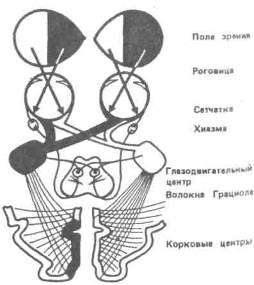 Поля зрения
Роговица
Сетчатка
Хиазма
Глазодвигательный
центр
Волокна Грациоле
Корковые центры